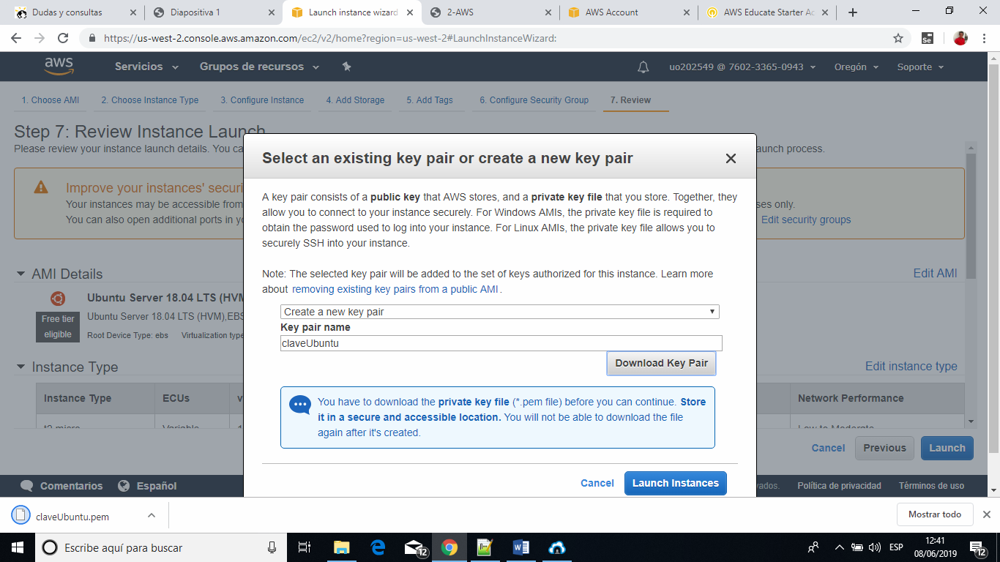 Dudas y consultas
Diapositiva 1
Launch instance wizard
2-AWS
AWS Account
AWS Educate Starter Ac
https://us-west-2.console.aws.amazon.com/ec2/v2/home?region=us-west-2#LaunchInstanceWizard:
Se
aws
Servicios
Grupos de recursos
uo202549 @ 7602-3365-0943
Oregón
Soporte
1. Choose AMI
2. Choose Instance Type
3. Configure Instance
4. Add Storage
5. Add Tags
6. Configure Security Group
7. Review
Step 7: Review Instance Launch
Please review your instance launch details. You ca
aunch process.
Improve your instances' securi
Your instances may be accessible from
ses only.
You can also open additional ports in yo
Edit security groups
AMI Details
Edit AMI
Ubuntu Server 18.04 LTS (HVM
Free tier
eligible
Ubuntu Server 18.04 LTS (HVM),EBS
Root Device Type: ebs
Virtualization type
Instance Type
Edit instance type
Instance Type
ECUs
v
Network Performance
t2.micro
Variable
1
Low to Moderate
Cancel
Previous
Launch
Select an existing key pair or create a new key pair
A key pair consists of a public key that AWS stores, and a private key file that you store. Together, they
allow you to connect to your instance securely. For Windows AMIs, the private key file is required to
obtain the password used to log into your instance. For Linux AMIs, the private key file allows you to
securely SSH into your instance.
Note: The selected key pair will be added to the set of keys authorized for this instance. Learn more
about removing existing key pairs from a public AMI.
Create a new key pair
Key pair name
claveUbuntu
Download Key Pair
You have to download the private key file (*.pem file) before you can continue. Store
it in a secure and accessible location. You will not be able to download the file
again after it's created.
Cancel
Launch Instances
Comentarios
Español
vados.
Política de privacidad
Términos de uso
claveUbuntu.pem
Mostrar todo
Escribe aquí para buscar
12
ESP
12:41
08/06/2019
12